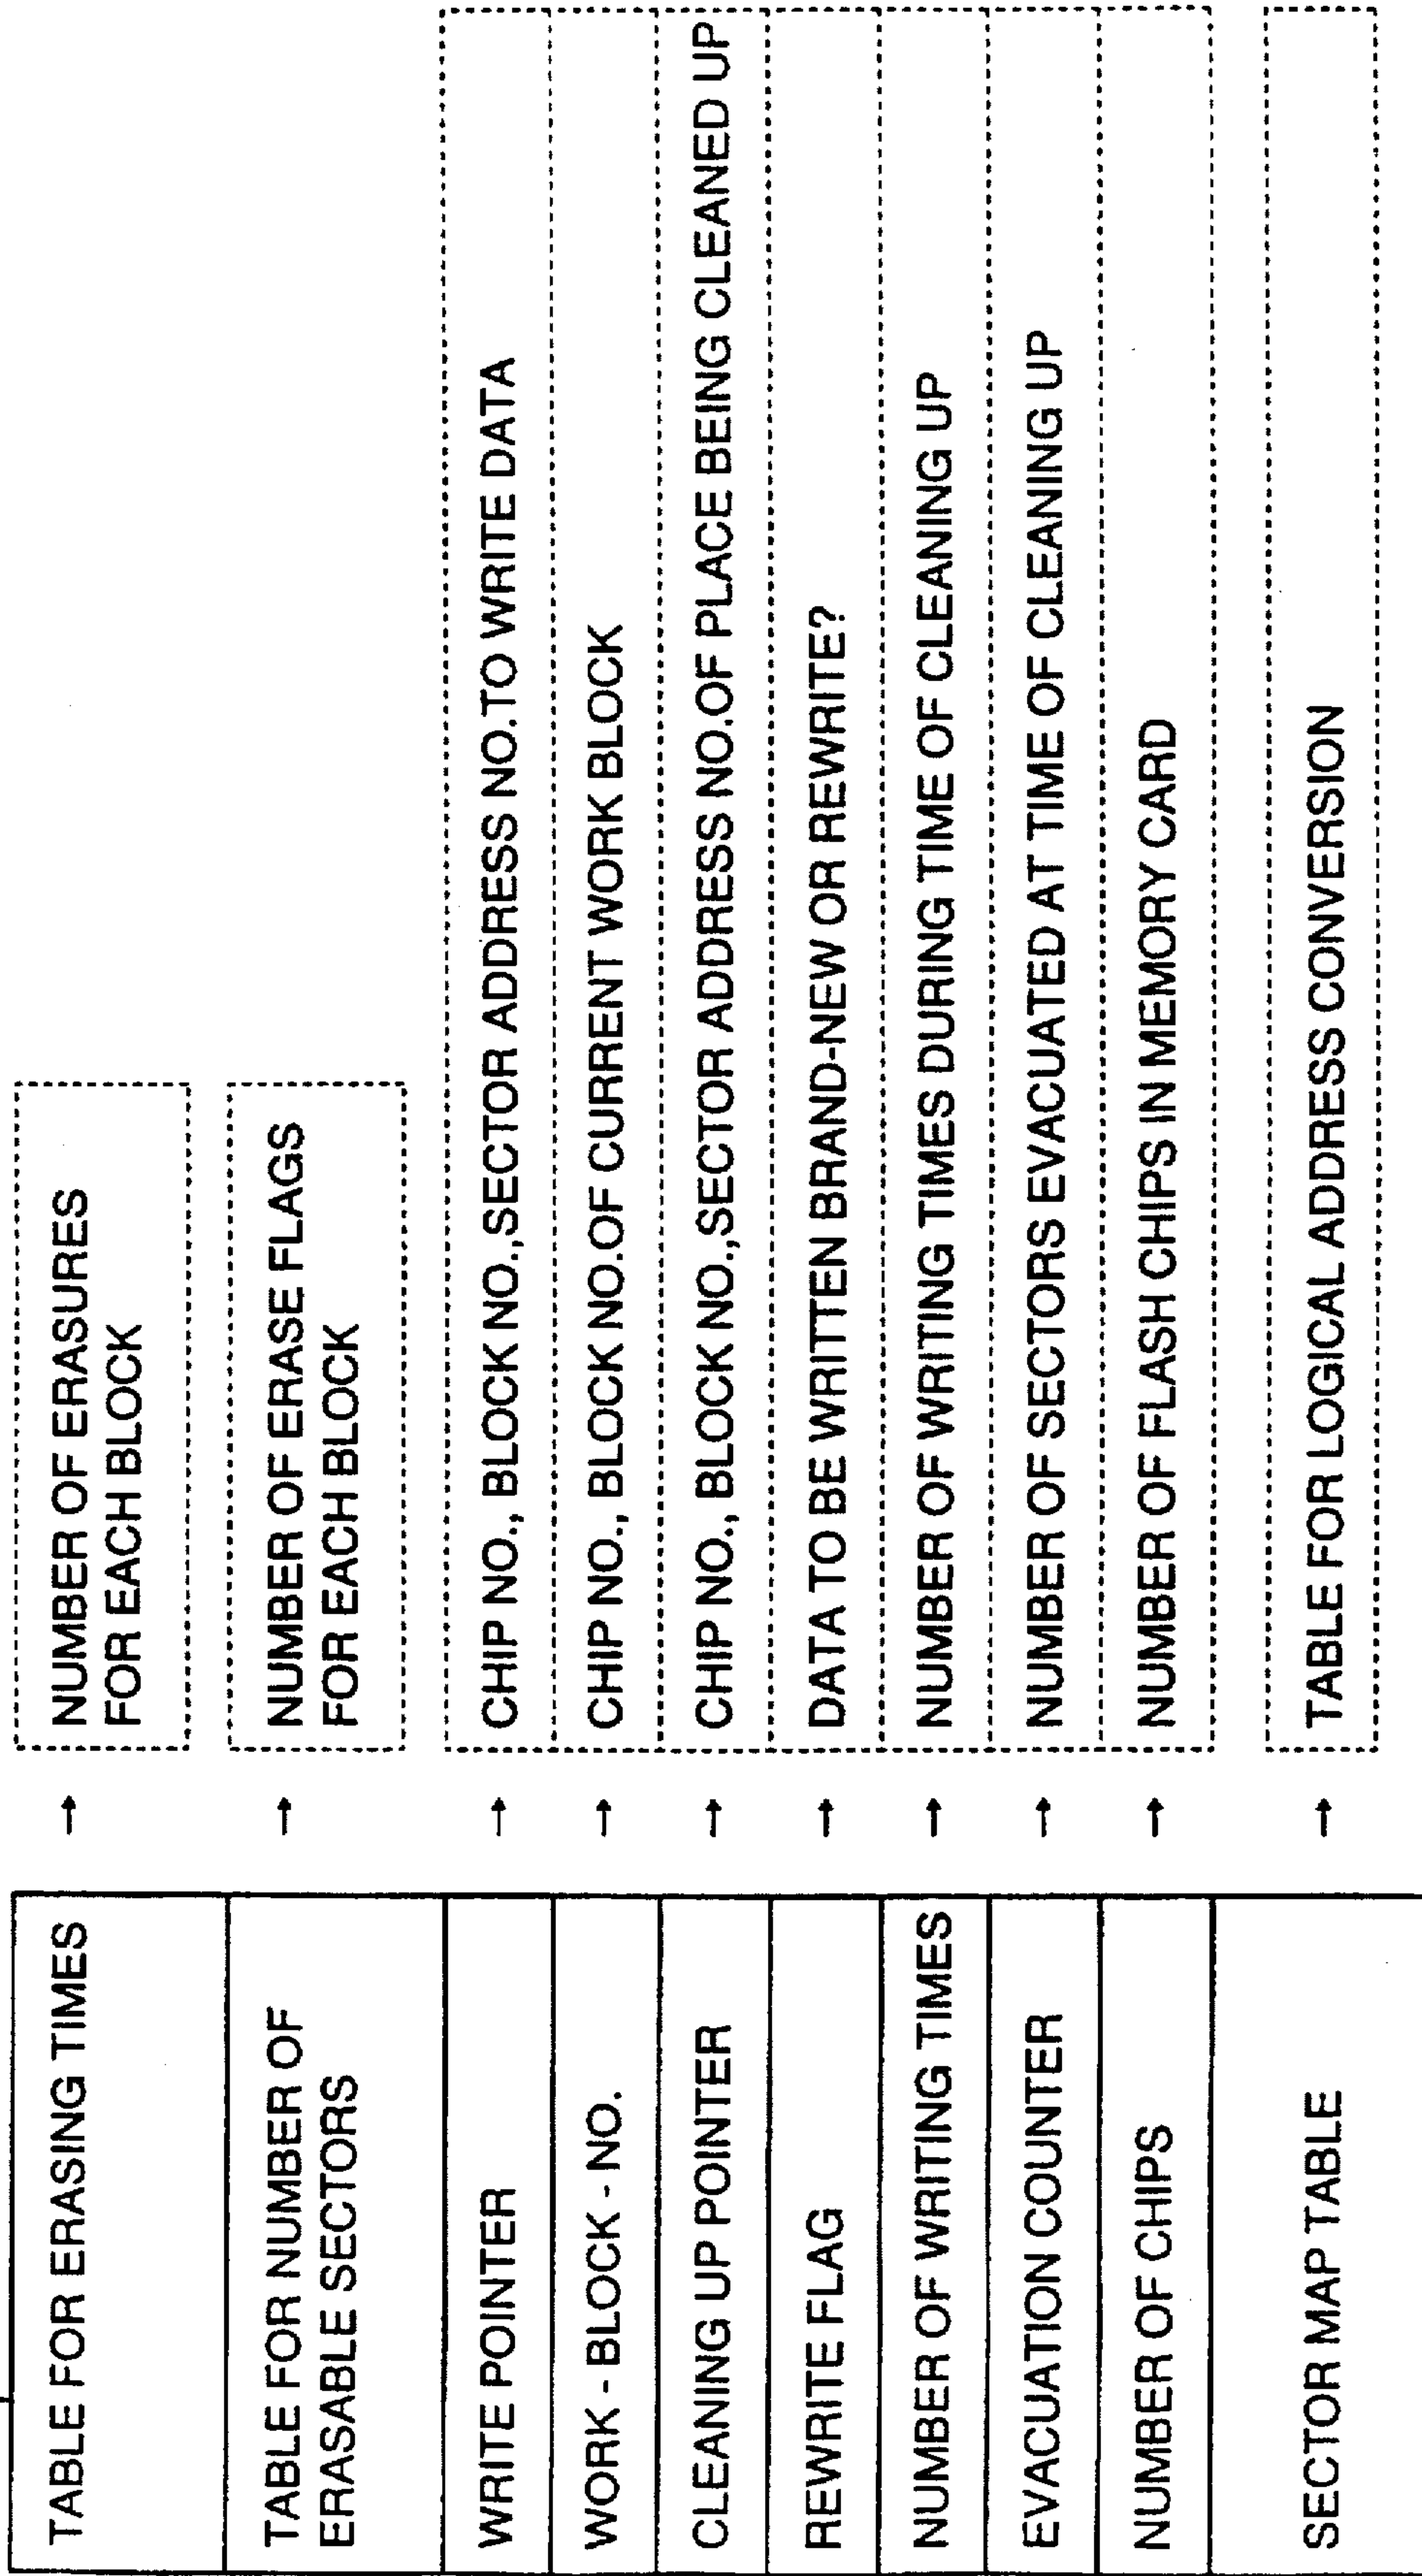 TABLE FOR ERASING TIMES
→
NUMBER OF ERASURES
FOR EACH BLOCK
TABLE FOR NUMBER OF
ERASABLE SECTORS
→
NUMBER OF ERASE FLAGS
FOR EACH BLOCK
WRITE POINTER
→
CHIP NO., BLOCK NO.,SECTOR ADDRESS NO.TO WRITE DATA
WORK - BLOCK - NO.
→
CHIP NO., BLOCK NO.OF CURRENT WORK BLOCK
CLEANING UP POINTER
→
CHIP NO., BLOCK NO.,SECTOR ADDRESS NO.OF PLACE BEING CLEANED UP
REWRITE FLAG
→
DATA TO BE WRITTEN BRAND-NEW OR REWRITE?
NUMBER OF WRITING TIMES
→
NUMBER OF WRITING TIMES DURING TIME OF CLEANING UP
EVACUATION COUNTER
→
NUMBER OF SECTORS EVACUATED AT TIME OF CLEANING UP
NUMBER OF CHIPS
→
NUMBER OF FLASH CHIPS IN MEMORY CARD
SECTOR MAP TABLE
→
TABLE FOR LOGICAL ADDRESS CONVERSION